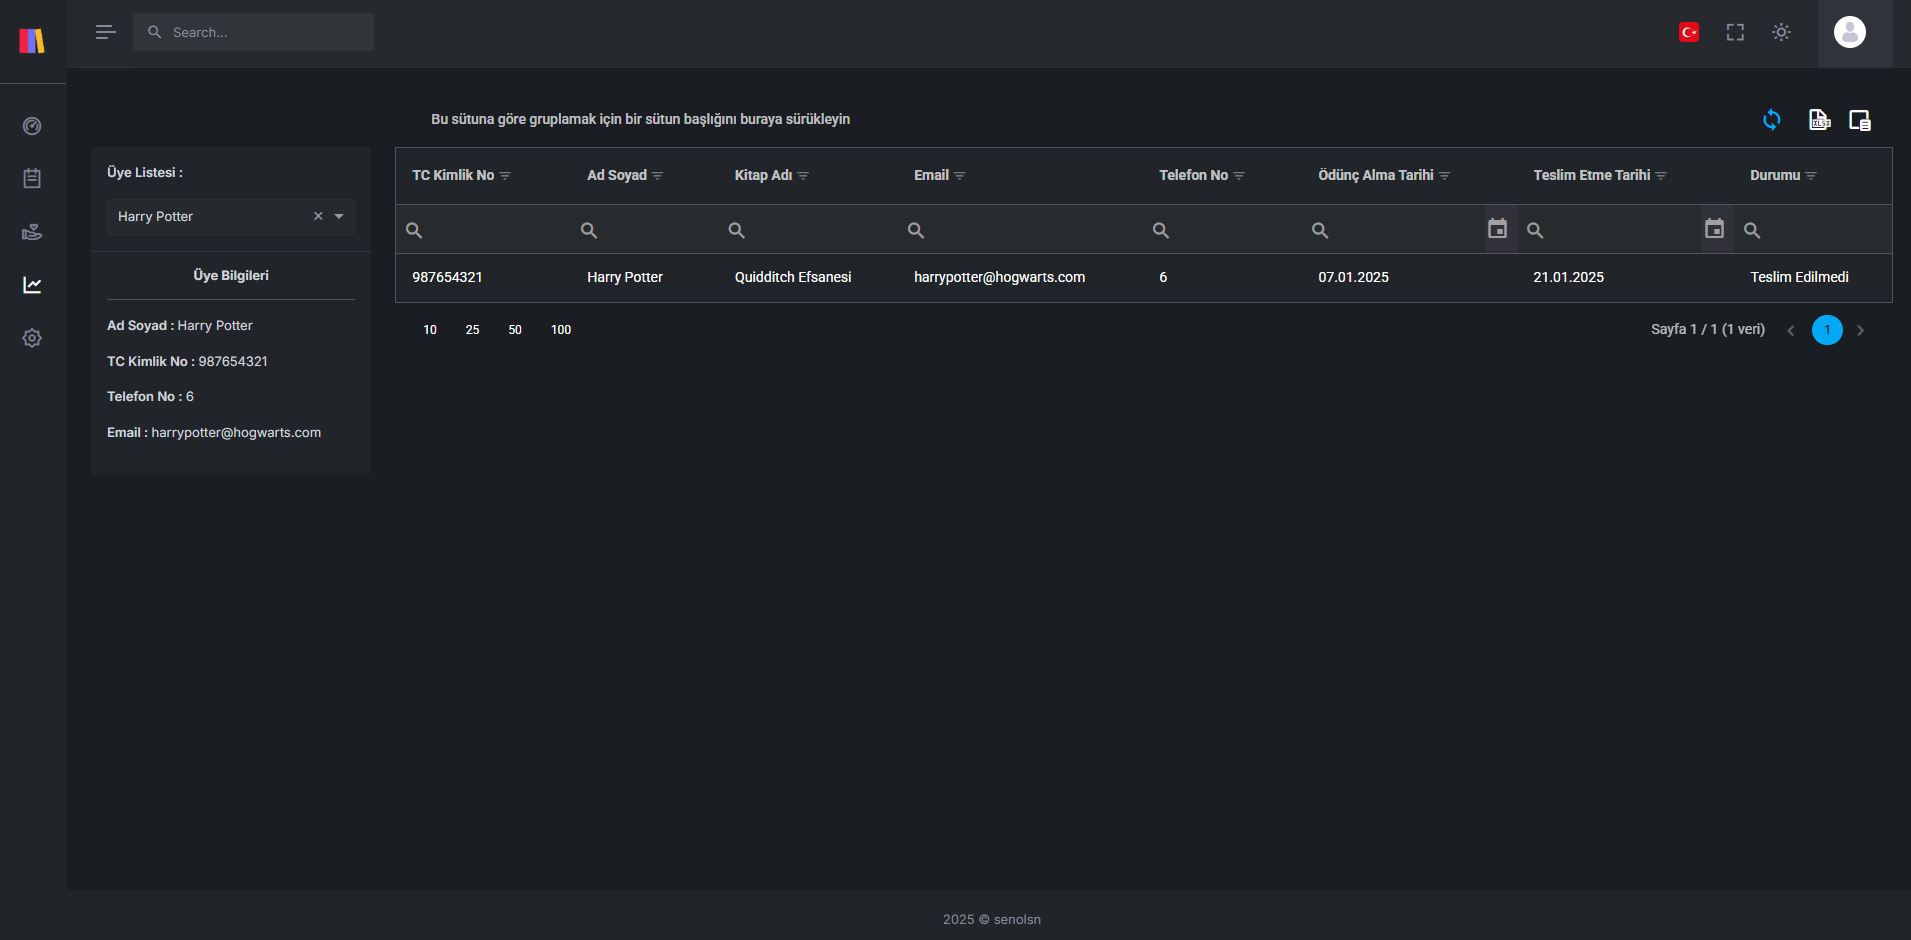 Search...
Bu sütuna göre gruplamak için bir sütun başlığını buraya sürükleyin
XLSX
Üye Listesi :
Harry Potter
Üye Bilgileri
Ad Soyad : Harry Potter
TC Kimlik No : 987654321
Telefon No : 6
Email : harrypotter@hogwarts.com
TC Kimlik No Ad Soyad Kitap Adı Email Telefon No Ödünç Alma Tarihi Teslim Etme Tarihi Durumu
987654321 Harry Potter Quidditch Efsanesi harrypotter@hogwarts.com 6 07.01.2025 21.01.2025 Teslim Edilmedi
10 25 50 100 Sayfa 1 / 1 (1 veri) 1
2025 © senolsn